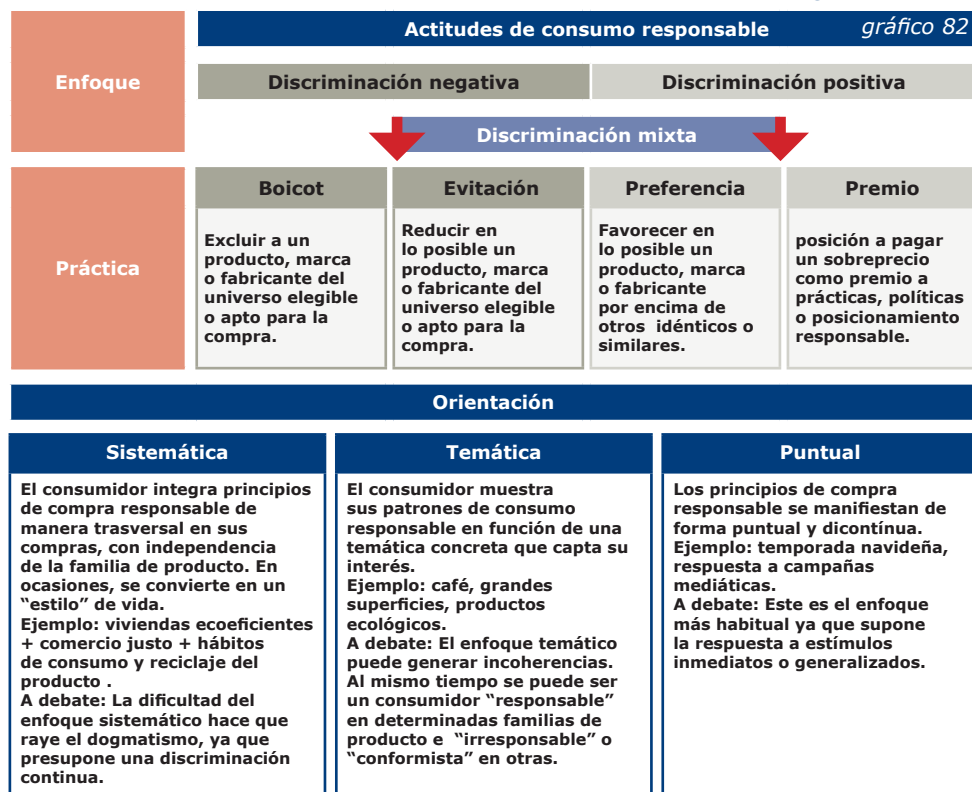 Actitudes de consumo responsable
gráfico 82
Enfoque
Discriminación negativa
Discriminación positiva
Discriminación mixta
Práctica
Boicot
Excluir a un
producto, marca
o fabricante del
universo elegible
o apto para la
compra.
Evitación
Reducir en
lo posible un
producto, marca
o fabricante del
universo elegible
o apto para la
compra.
Preferencia
Favorecer en
lo posible un
producto, marca
o fabricante
por encima de
otros idénticos o
similares.
Premio
posición a pagar
un sobreprecio
como premio a
prácticas, políticas
o posicionamiento
responsable.
Orientación
Sistemática
El consumidor integra principios
de compra responsable de
manera trasversal en sus
compras, con independencia
de la familia de producto. En
ocasiones, se convierte en un
“estilo” de vida.
Ejemplo: viviendas ecoeficientes
+ comercio justo + hábitos
de consumo y reciclaje del
producto .
A debate: La dificultad del
enfoque sistemático hace que
raye el dogmatismo, ya que
presupone una discriminación
continua.
Temática
El consumidor muestra
sus patrones de consumo
responsable en función de una
temática concreta que capta su
interés.
Ejemplo: café, grandes
superficies, productos
ecológicos.
A debate: El enfoque temático
puede generar incoherencias.
Al mismo tiempo se puede ser
un consumidor “responsable”
en determinadas familias de
producto e “irresponsable” o
“conformista” en otras.
Puntual
Los principios de compra
responsable se manifiestan de
forma puntual y dicontínua.
Ejemplo: temporada navideña,
respuesta a campañas
mediáticas.
A debate: Este es el enfoque
más habitual ya que supone
la respuesta a estímulos
inmediatos o generalizados.